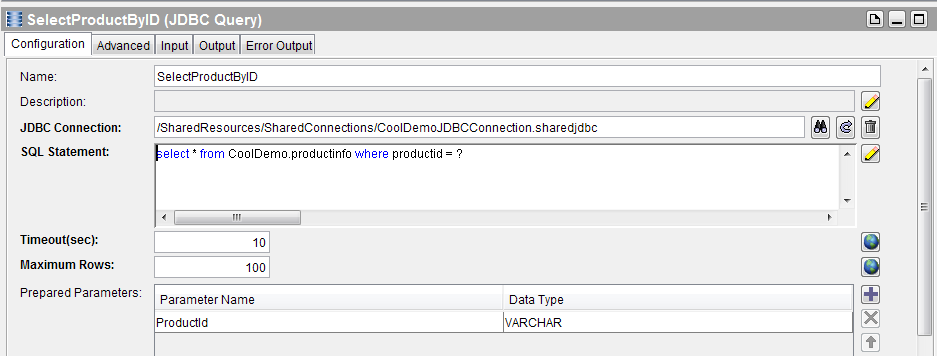 SelectProductByID (JDBC Query)
Configuration Advanced Input Output Error Output
Name: SelectProductByID
Description:
JDBC Connection: /SharedResources/SharedConnections/CoolDemoJDBCConnection.sharedjdbc
SQL Statement: select * from CoolDemo.productinfo where productid = ?
Timeout(sec): 10
Maximum Rows: 100
Prepared Parameters: Parameter Name Data Type
ProductId VARCHAR